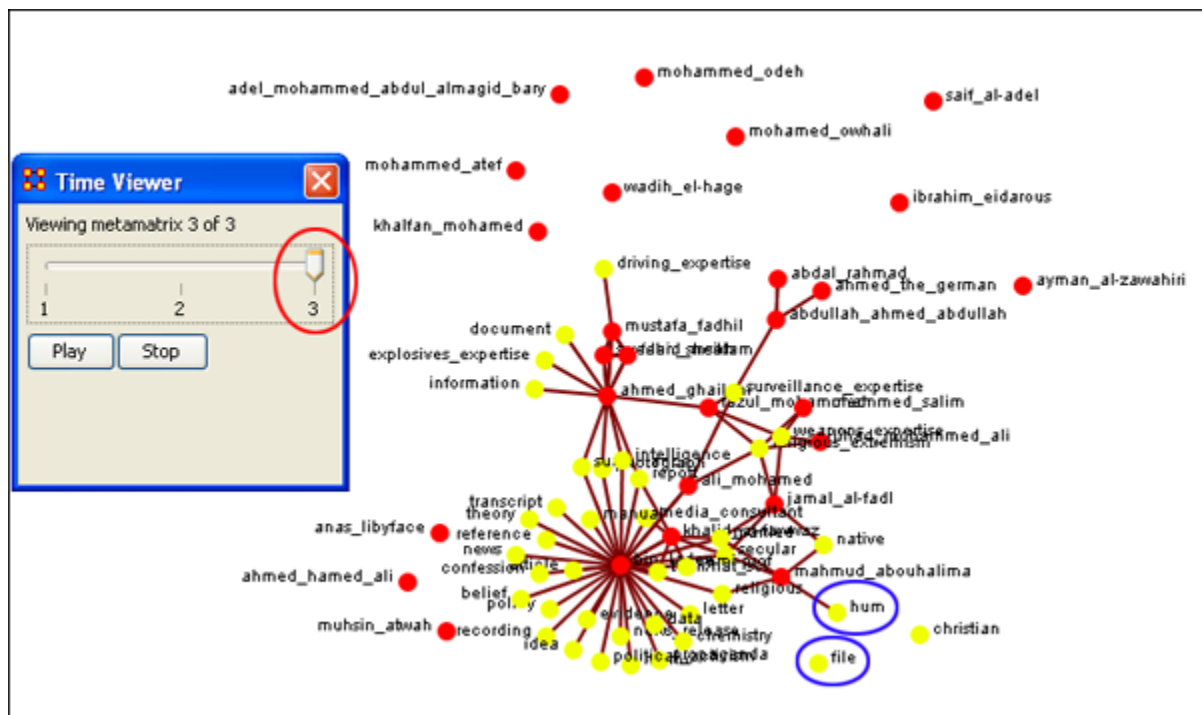 mohammed_odeh
adel_mohammed_abdul_almagid_bary
saif_al-adel
mohamed_owhali
mohammed_atef
Time Viewer
wadih_el-hage
ibrahim_eidarous
Viewing metamatrix 3 of 3
khalfan_mohamed
driving_expertise
abdal_rahmad
ahmed_the_german
ayman_al-zawahiri
1 2 3
abdullah_ahmed_abdullah
document
mustafa_fadhil
Play Stop
explosives_expertise
information
surveillance_expertise
weapons_expertise
intelligence
report
ali_mohamed
transcript
jamal_al-fadl
theory
media_consultant
anas_libyface
reference
native
news
secular
confession
mahmud_abouhalima
ahmed_hamed_ali
belief
religious
hum
policy
letter
muhsin_atwah
recording
data
christian
chemistry
idea
file